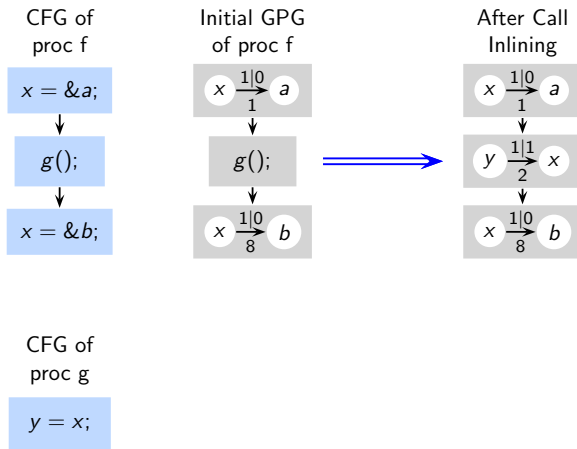 CFG of
proc f
x = &a;
g();
x = &b;
Initial GPG
of proc f
x 1|0 a
1
g();
x 1|0 b
8
After Call
Inlining
x 1|0 a
1
y 1|1 x
2
x 1|0 b
8
CFG of
proc g
y = x;